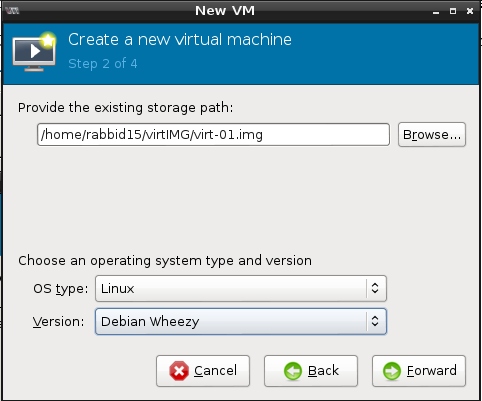 New VM
Create a new virtual machine
Step 2 of 4
Provide the existing storage path:
/home/rabbid15/virtIMG/virt-01.img Browse...
Choose an operating system type and version
OS type: Linux
Version: Debian Wheezy
Cancel Back Forward